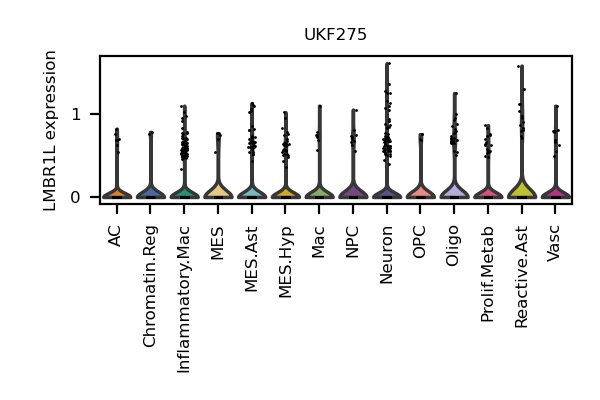 UKF275
LMBR1L expression
1
0
AC
Chromatin.Reg
Inflammatory.Mac
MES
MES.Ast
MES.Hyp
Mac
NPC
Neuron
OPC
Oligo
Prolif.Metab
Reactive.Ast
Vasc